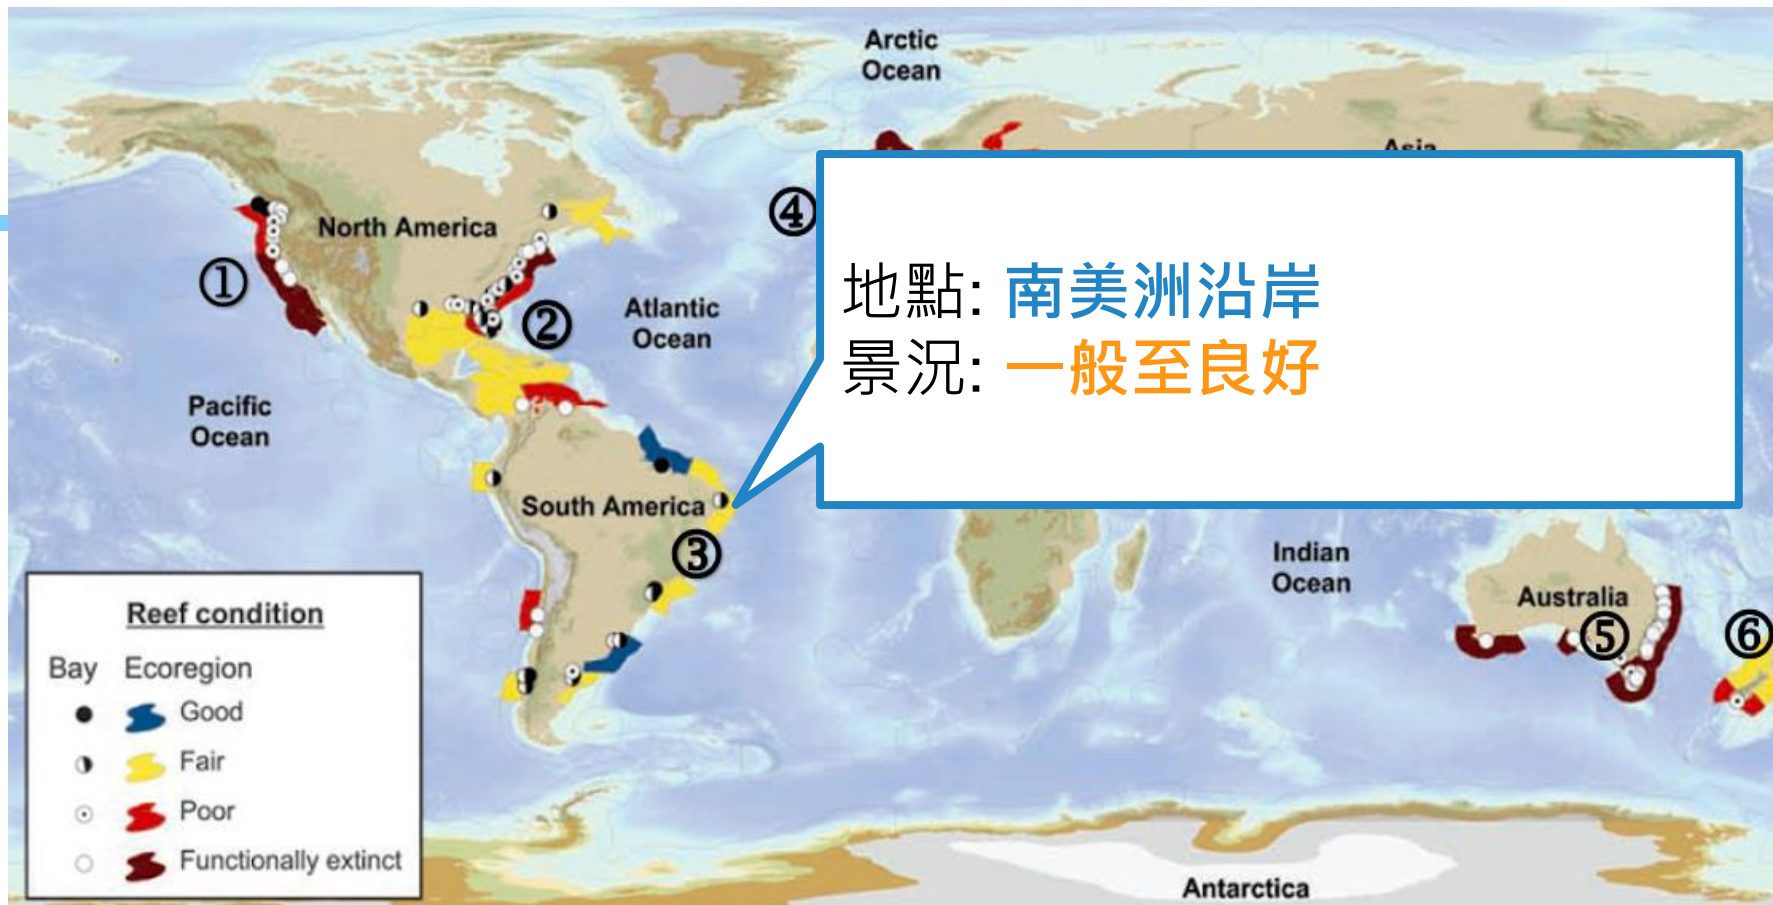 Arctic
Ocean
Asia
④
地點: 南美洲沿岸
景況: 一般至良好
North America
①
②
Atlantic
Ocean
Pacific
Ocean
South America
③
Indian
Ocean
Australia
⑤
⑥
Reef condition
Bay Ecoregion
Good
Fair
Poor
Functionally extinct
Antarctica